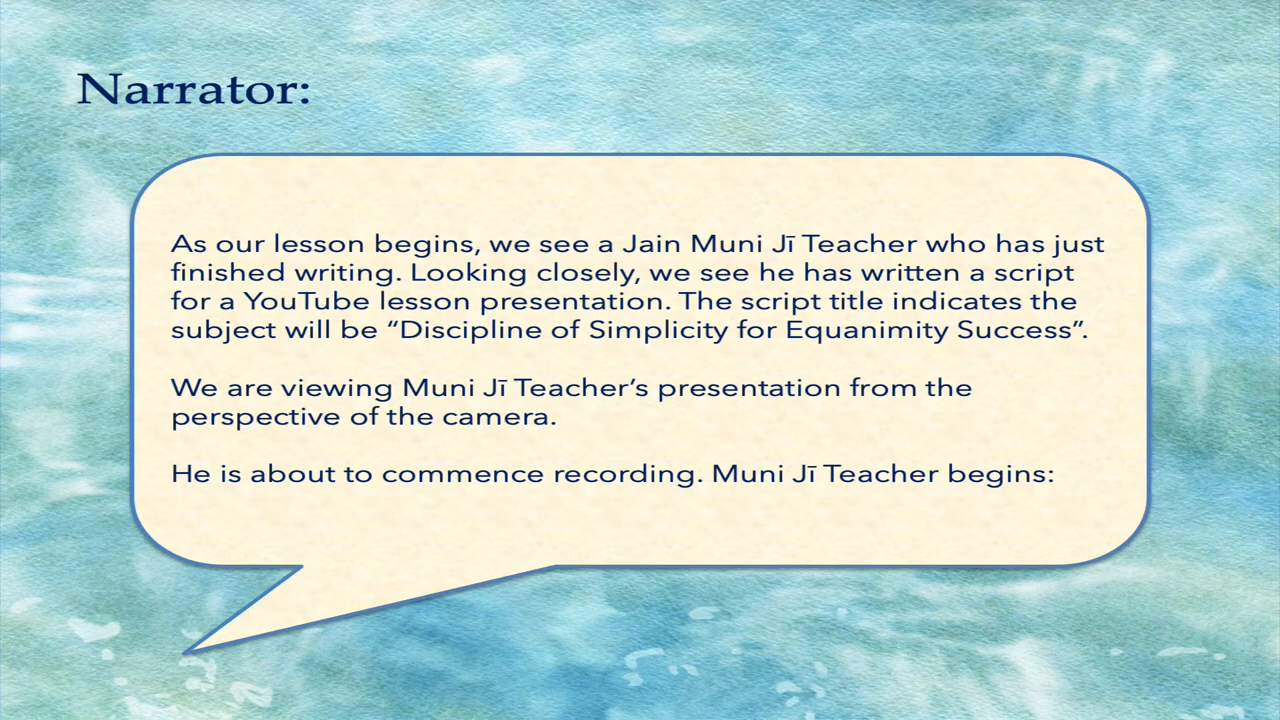 Narrator:
As our lesson begins, we see a Jain Muni Jī Teacher who has just
finished writing. Looking closely, we see he has written a script
for a YouTube lesson presentation. The script title indicates the
subject will be “Discipline of Simplicity for Equanimity Success”.
We are viewing Muni Jī Teacher’s presentation from the
perspective of the camera.
He is about to commence recording. Muni Jī Teacher begins: